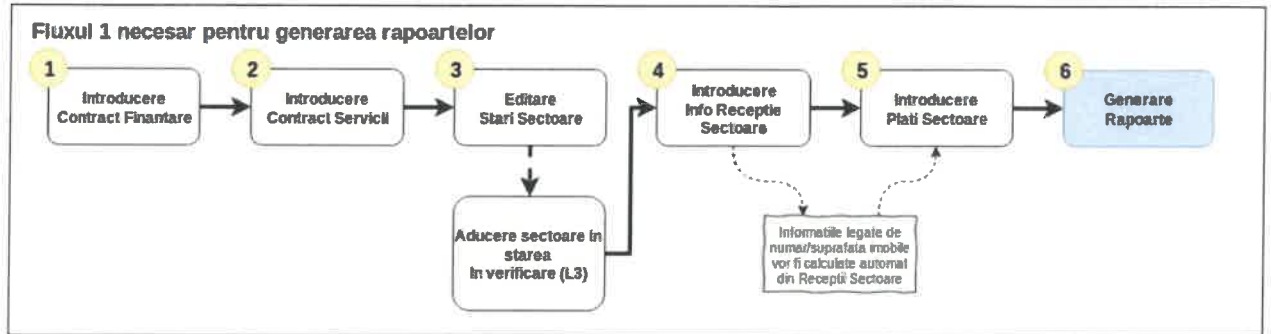 Fluxul 1 necesar pentru generarea rapoartelor
1
Introducere
Contract Finantare
2
Introducere
Contract Servicii
3
Editare
Stari Sectoare
Aducere sectoare in
starea
In verificare (L3)
4
Introducere
Info Receptie
Sectoare
Informatiile legate de
numar/suprafata imobile
vor fi calculate automat
din Receptii Sectoare
5
Introducere
Plati Sectoare
6
Generare
Rapoarte